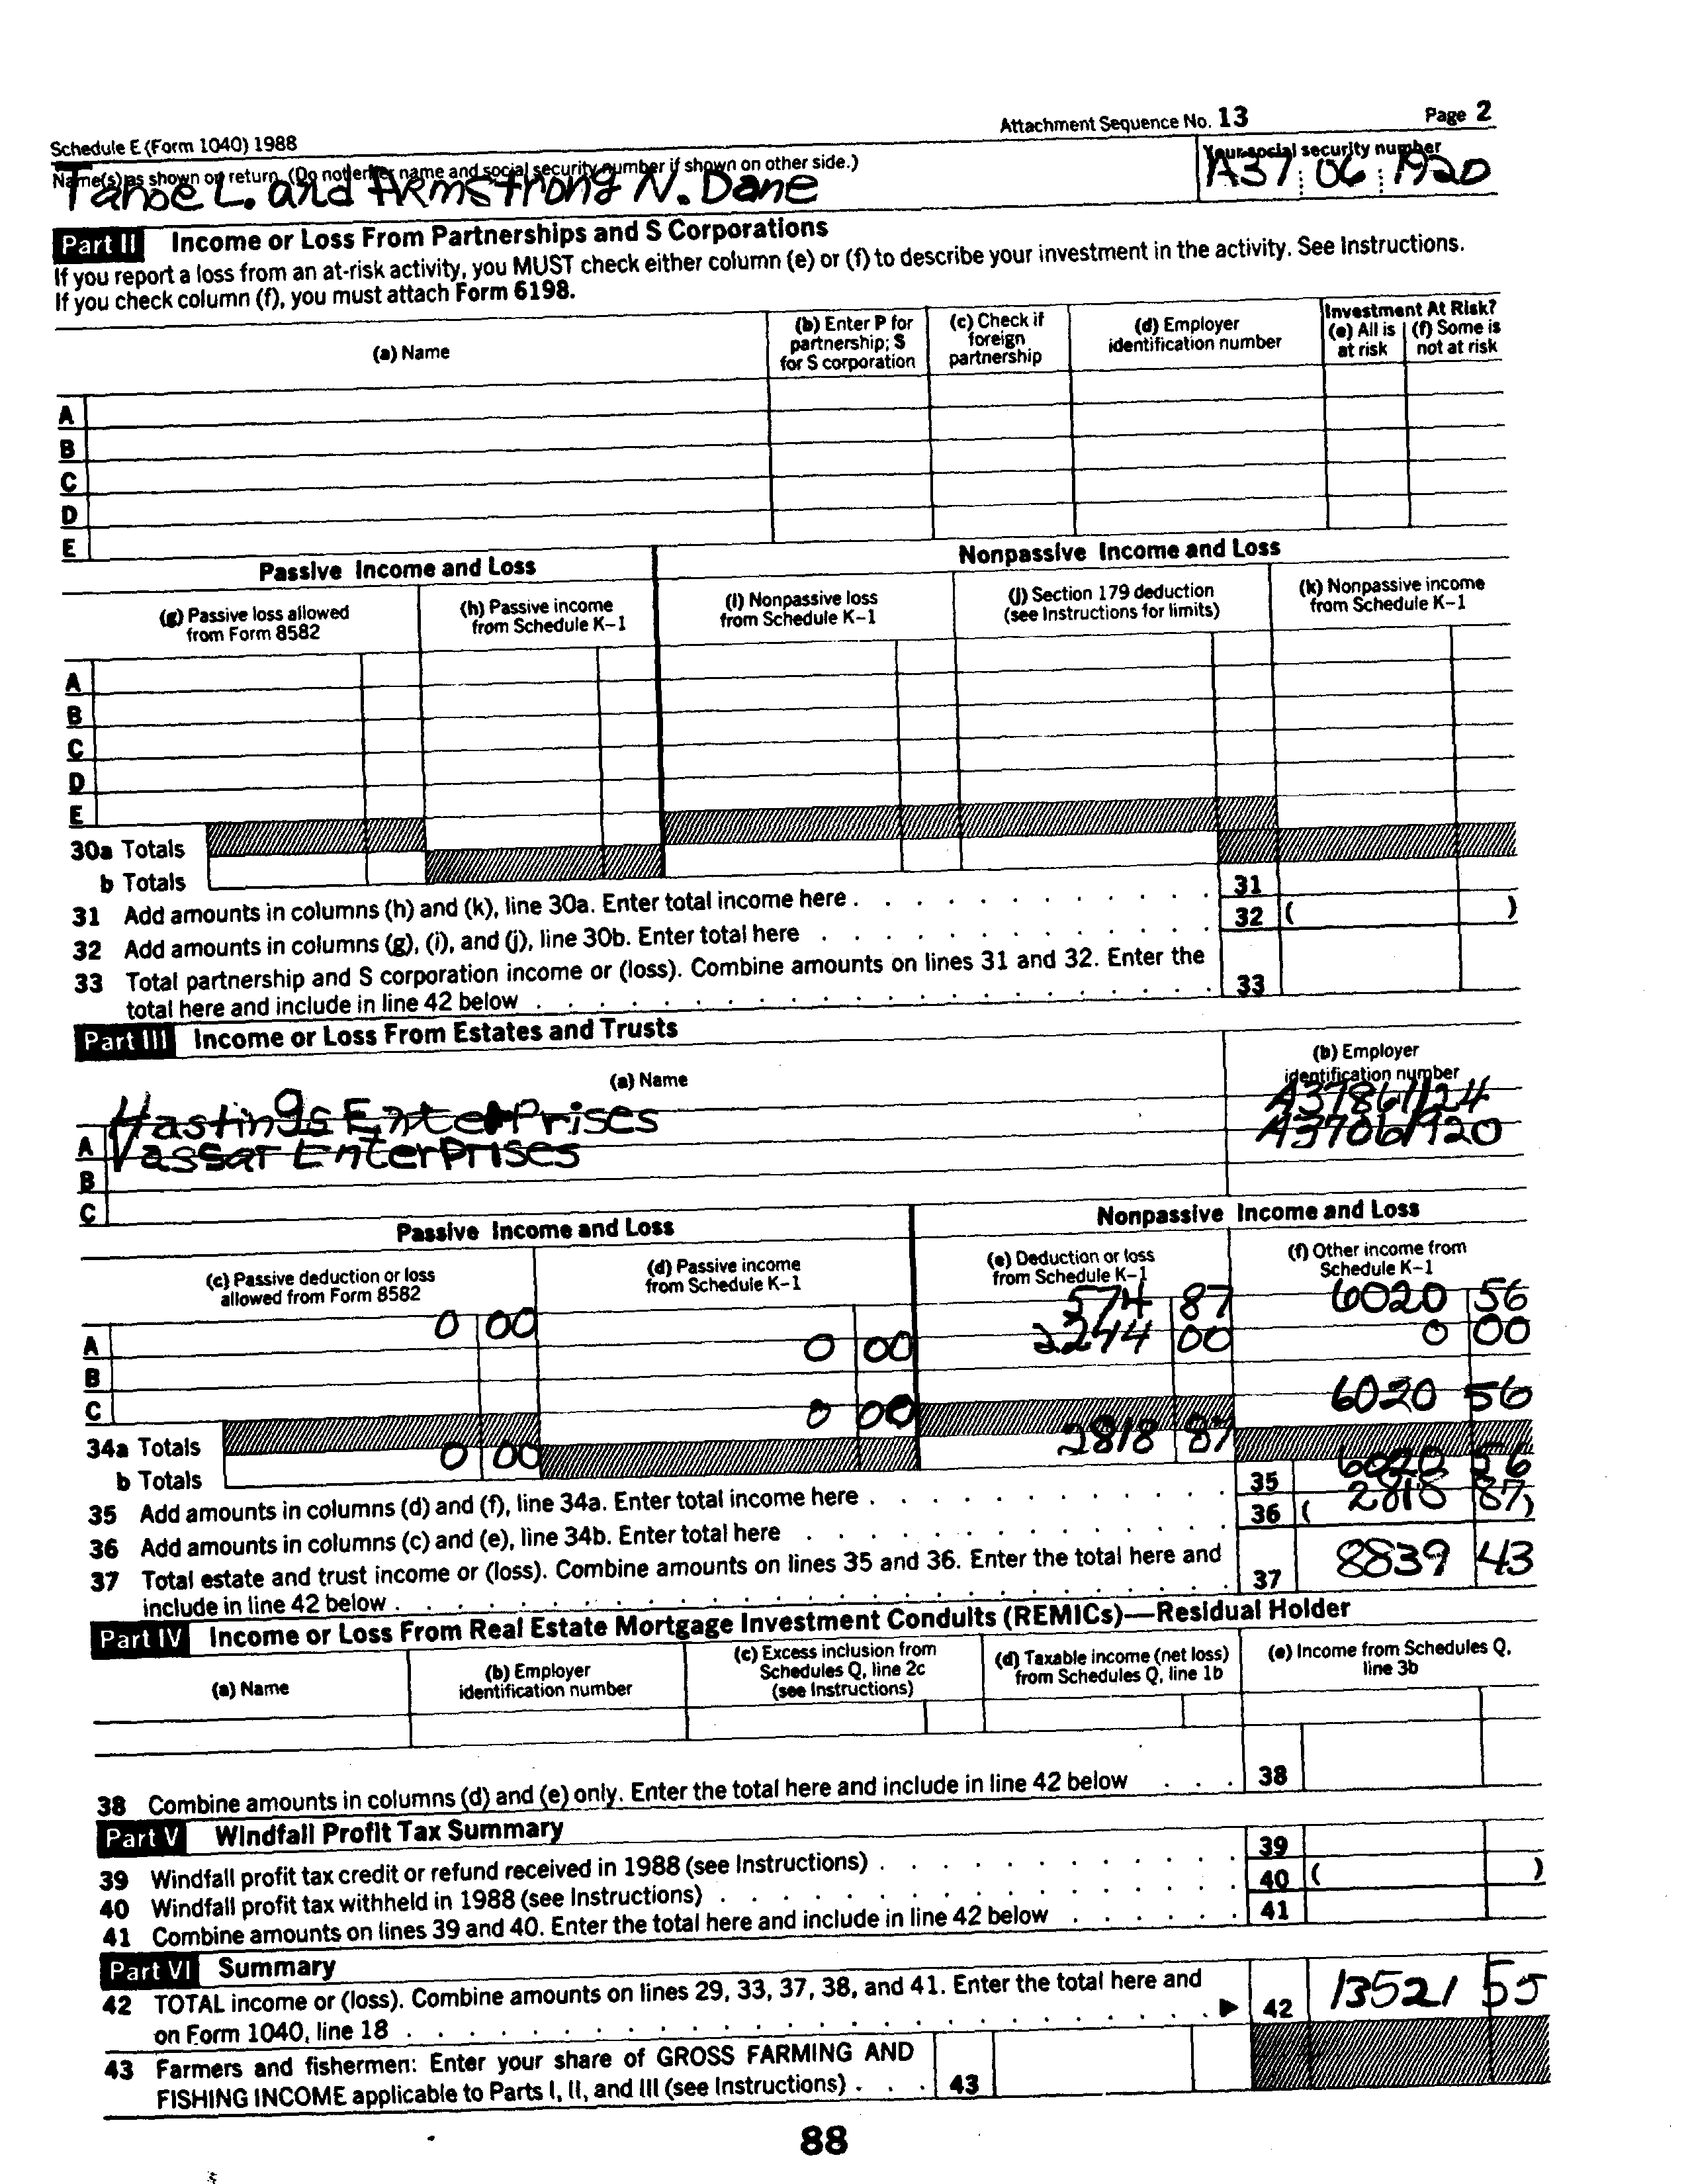 Schedule E (Form 1040) 1988 Attachment Sequence No. 13 Page 2
Name(s) as shown on return. (Do not enter name and social security number if shown on other side.) Your social security number
Tahoe L. and Armstrong N. Dane A37 06 1920
Part II Income or Loss From Partnerships and S Corporations
If you report a loss from an at-risk activity, you MUST check either column (e) or (f) to describe your investment in the activity. See Instructions.
If you check column (f), you must attach Form 6198.
(a) Name
(b) Enter P for partnership; S for S corporation
(c) Check if foreign partnership
(d) Employer identification number
Investment At Risk?
(e) All is at risk
(f) Some is not at risk
A
B
C
D
E
Passive Income and Loss Nonpassive Income and Loss
(g) Passive loss allowed from Form 8582
(h) Passive income from Schedule K-1
(i) Nonpassive loss from Schedule K-1
(j) Section 179 deduction (see Instructions for limits)
(k) Nonpassive income from Schedule K-1
A
B
C
D
E
30a Totals
b Totals
31 Add amounts in columns (h) and (k), line 30a. Enter total income here . 31
32 Add amounts in columns (g), (i), and (j), line 30b. Enter total here . 32 ( )
33 Total partnership and S corporation income or (loss). Combine amounts on lines 31 and 32. Enter the
total here and include in line 42 below . 33
Part III Income or Loss From Estates and Trusts
(a) Name (b) Employer identification number
A Hastings Enterprises A37861124
B Vassar Enterprises A37061920
C
Passive Income and Loss Nonpassive Income and Loss
(c) Passive deduction or loss allowed from Form 8582
(d) Passive income from Schedule K-1
(e) Deduction or loss from Schedule K-1
(f) Other income from Schedule K-1
A 0 00 0 00 574 87 6020 56
B 2244 00 0 00
C
34a Totals 0 00 6020 56
b Totals 0 00 2818 87
35 Add amounts in columns (d) and (f), line 34a. Enter total income here . 35 6020 56
36 Add amounts in columns (c) and (e), line 34b. Enter total here . 36 ( 2818 87 )
37 Total estate and trust income or (loss). Combine amounts on lines 35 and 36. Enter the total here and
include in line 42 below . 37 8839 43
Part IV Income or Loss From Real Estate Mortgage Investment Conduits (REMICs)—Residual Holder
(a) Name
(b) Employer identification number
(c) Excess inclusion from Schedules Q, line 2c (see Instructions)
(d) Taxable income (net loss) from Schedules Q, line 1b
(e) Income from Schedules Q, line 3b
38 Combine amounts in columns (d) and (e) only. Enter the total here and include in line 42 below . . . 38
Part V Windfall Profit Tax Summary
39 Windfall profit tax credit or refund received in 1988 (see Instructions) . 39
40 Windfall profit tax withheld in 1988 (see Instructions) . 40 ( )
41 Combine amounts on lines 39 and 40. Enter the total here and include in line 42 below . 41
Part VI Summary
42 TOTAL income or (loss). Combine amounts on lines 29, 33, 37, 38, and 41. Enter the total here and
on Form 1040, line 18 . ▶ 42 13521 55
43 Farmers and fishermen: Enter your share of GROSS FARMING AND
FISHING INCOME applicable to Parts I, II, and III (see Instructions) . . . 43
88